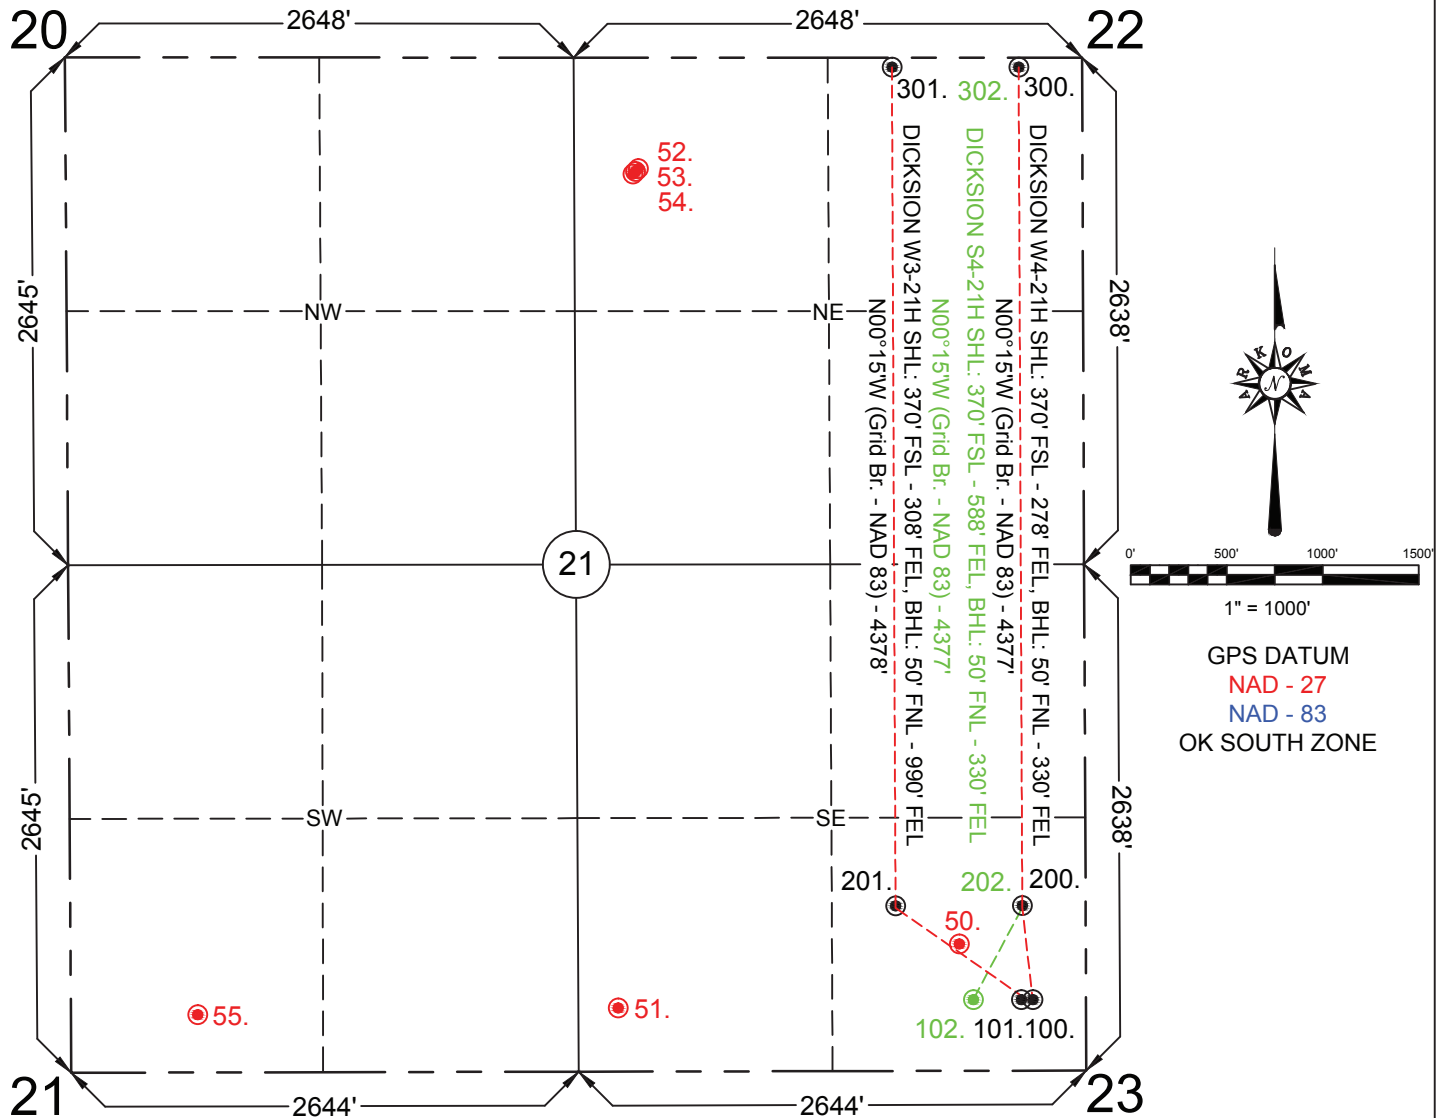 20
2648'
2648'
22
301.
302.
300.
52.
53.
54.
2645'
NW
NE
2638'
DICKSION W3-21H SHL: 370' FSL - 308' FEL, BHL: 50' FNL - 990' FEL
N00°15'W (Grid Br. - NAD 83) - 4378'
DICKSION S4-21H SHL: 370' FSL - 588' FEL, BHL: 50' FNL - 330' FEL
N00°15'W (Grid Br. - NAD 83) - 4377'
DICKSION W4-21H SHL: 370' FSL - 278' FEL, BHL: 50' FNL - 330' FEL
N00°15'W (Grid Br. - NAD 83) - 4377'
ARKOMA
N
21
0' 500' 1000' 1500'
1" = 1000'
GPS DATUM
NAD - 27
NAD - 83
OK SOUTH ZONE
2645'
SW
SE
2638'
201.
202.
200.
50.
55.
51.
102.
101.
100.
21
2644'
2644'
23